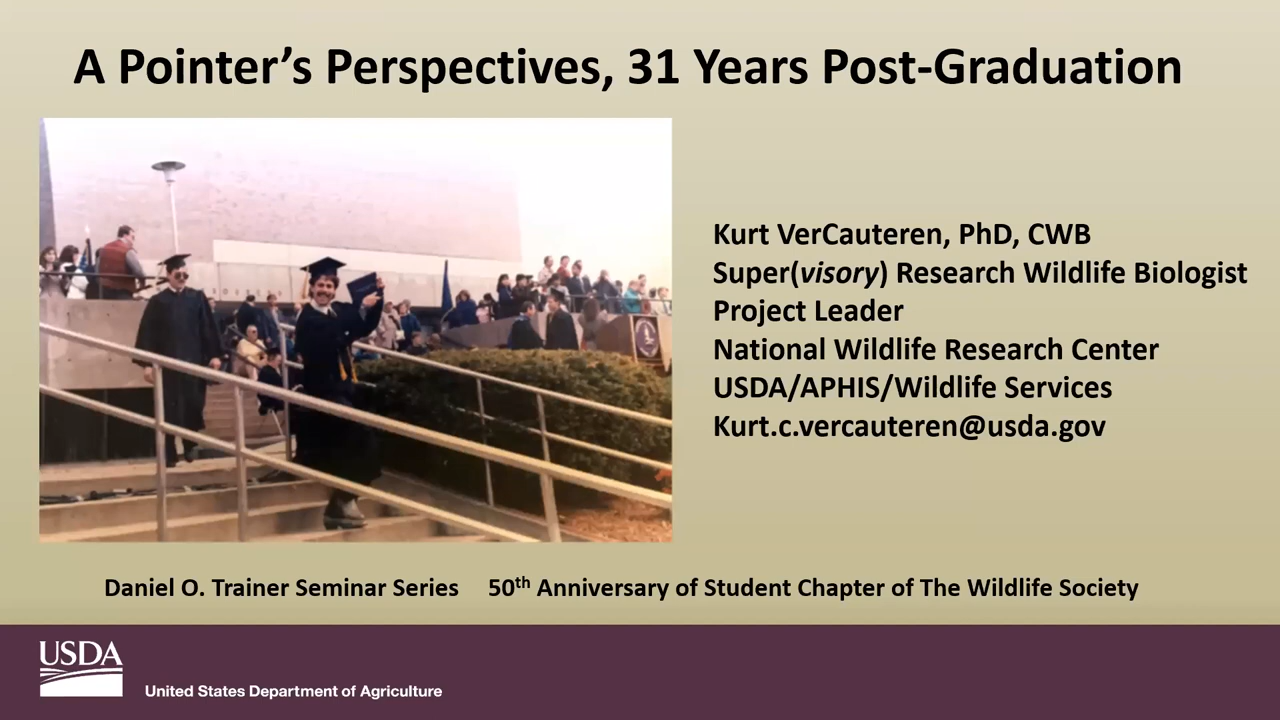 A Pointer’s Perspectives, 31 Years Post-Graduation
Kurt VerCauteren, PhD, CWB
Super(visory) Research Wildlife Biologist
Project Leader
National Wildlife Research Center
USDA/APHIS/Wildlife Services
Kurt.c.vercauteren@usda.gov
Daniel O. Trainer Seminar Series 50th Anniversary of Student Chapter of The Wildlife Society
USDA
United States Department of Agriculture